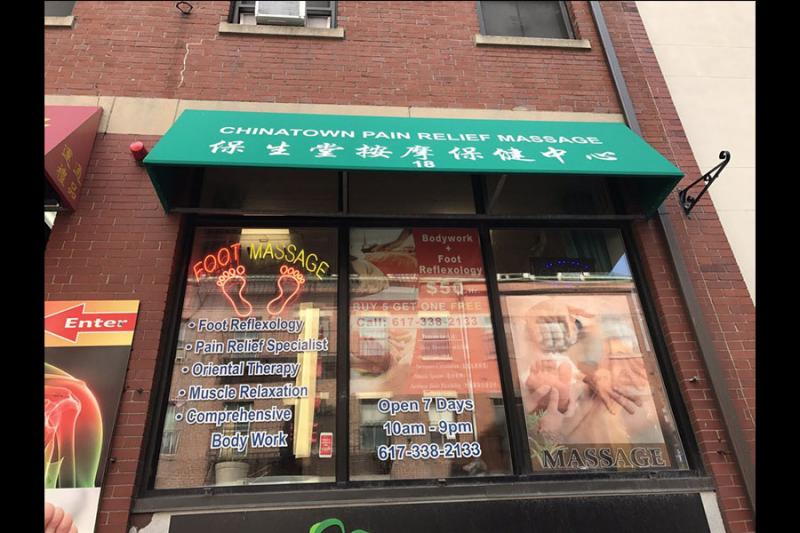 CHINATOWN PAIN RELIEF MASSAGE
保生堂按摩保健中心
18
FOOT MASSAGE
• Foot Reflexology
• Pain Relief Specialist
• Oriental Therapy
• Muscle Relaxation
• Comprehensive
Body Work
Bodywork
+
Foot
Reflexology
$50
BUY 5 GET ONE FREE
Call: 617-338-2133
Open 7 Days
10am - 9pm
617-338-2133
MASSAGE
Enter